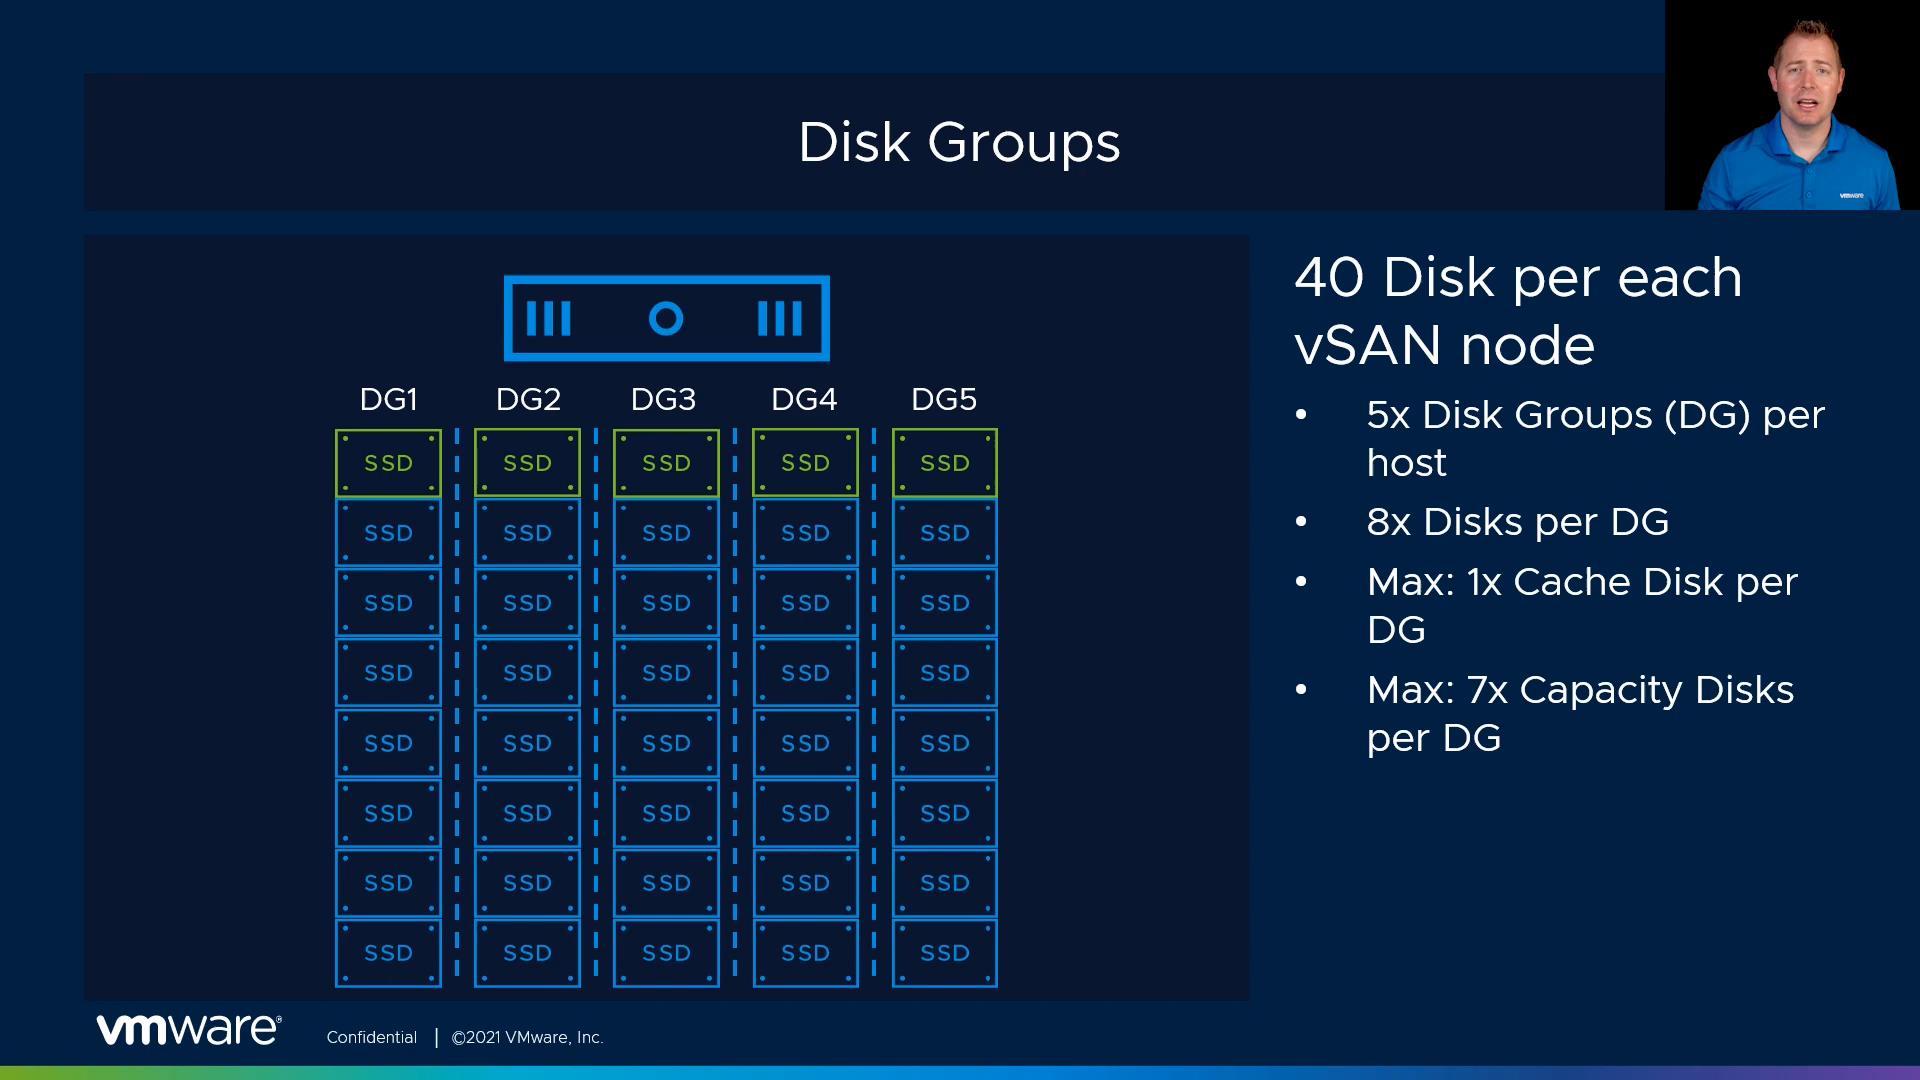 Disk Groups
vmware
40 Disk per each
vSAN node
• 5x Disk Groups (DG) per
host
• 8x Disks per DG
• Max: 1x Cache Disk per
DG
• Max: 7x Capacity Disks
per DG
DG1 DG2 DG3 DG4 DG5
SSD SSD SSD SSD SSD
SSD SSD SSD SSD SSD
SSD SSD SSD SSD SSD
SSD SSD SSD SSD SSD
SSD SSD SSD SSD SSD
SSD SSD SSD SSD SSD
SSD SSD SSD SSD SSD
SSD SSD SSD SSD SSD
vmware®
Confidential | ©2021 VMware, Inc.